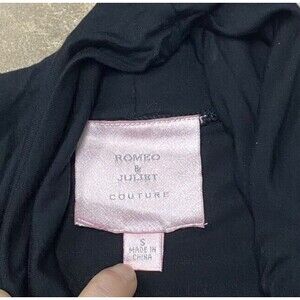 ROMEO
&
JULIET
COUTURE
S
MADE IN
CHINA